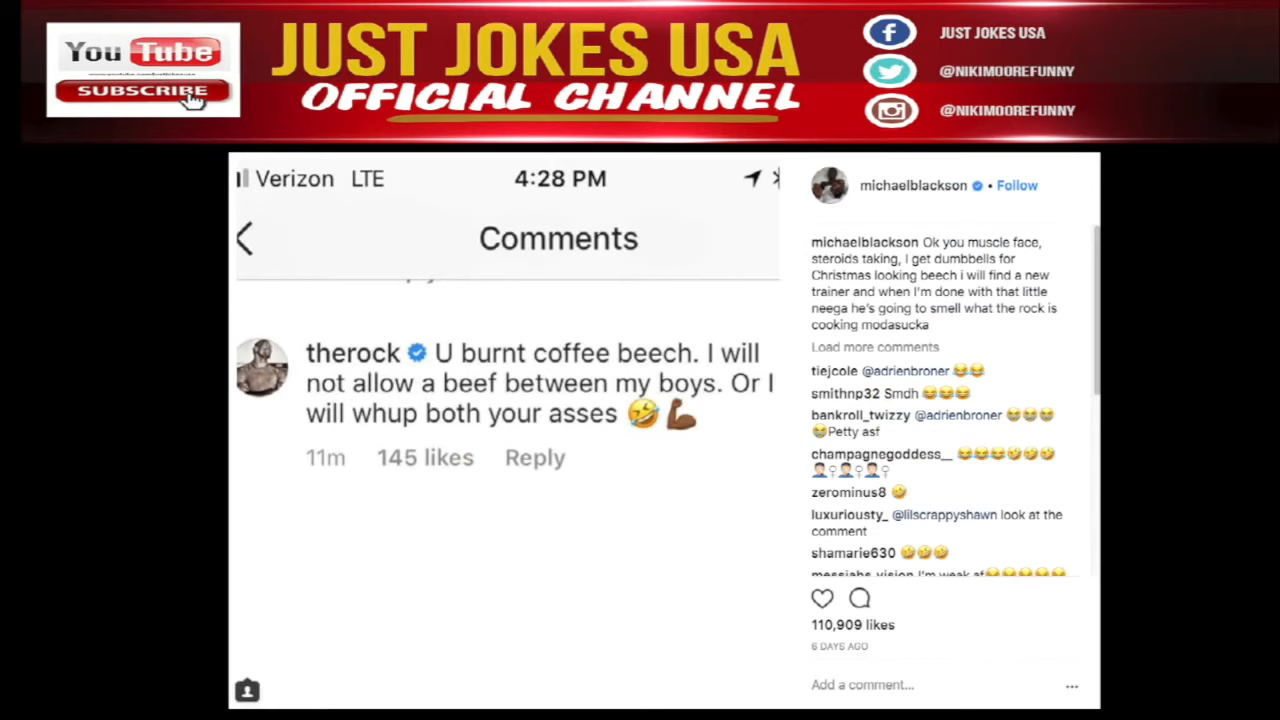 You Tube
SUBSCRIBE
JUST JOKES USA
OFFICIAL CHANNEL
JUST JOKES USA
@NIKIMOOREFUNNY
@NIKIMOOREFUNNY
Verizon LTE 4:28 PM
Comments
therock U burnt coffee beech. I will
not allow a beef between my boys. Or I
will whup both your asses 🤣💪🏾
11m 145 likes Reply
michaelblackson • Follow
michaelblackson Ok you muscle face,
steroids taking, I get dumbbells for
Christmas looking beech i will find a new
trainer and when I'm done with that little
neega he's going to smell what the rock is
cooking modasucka
Load more comments
tiejcole @adrienbroner 😂😂
smithnp32 Smdh 😂😂😂
bankroll_twizzy @adrienbroner 😂😂😂
😂Petty asf
champagnegoddess__ 😂😂😂🤣🤣🤣
🤦🏻♀🤦🏻♀🤦🏻♀
zerominus8 🤣
luxuriousty_ @lilscrappyshawn look at the
comment
shamarie630 🤣🤣🤣
messiahs_vision I'm weak af😂😂😂😂😂
110,909 likes
6 DAYS AGO
Add a comment...